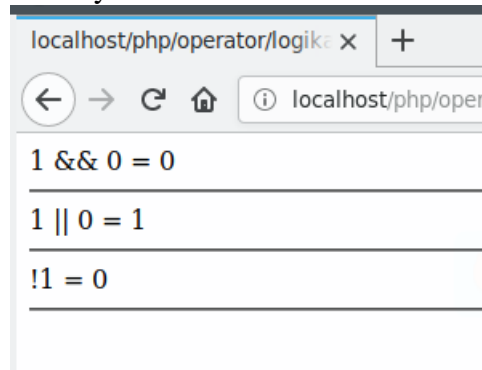 localhost/php/operator/logika
localhost/php/oper
1 && 0 = 0
1 || 0 = 1
!1 = 0